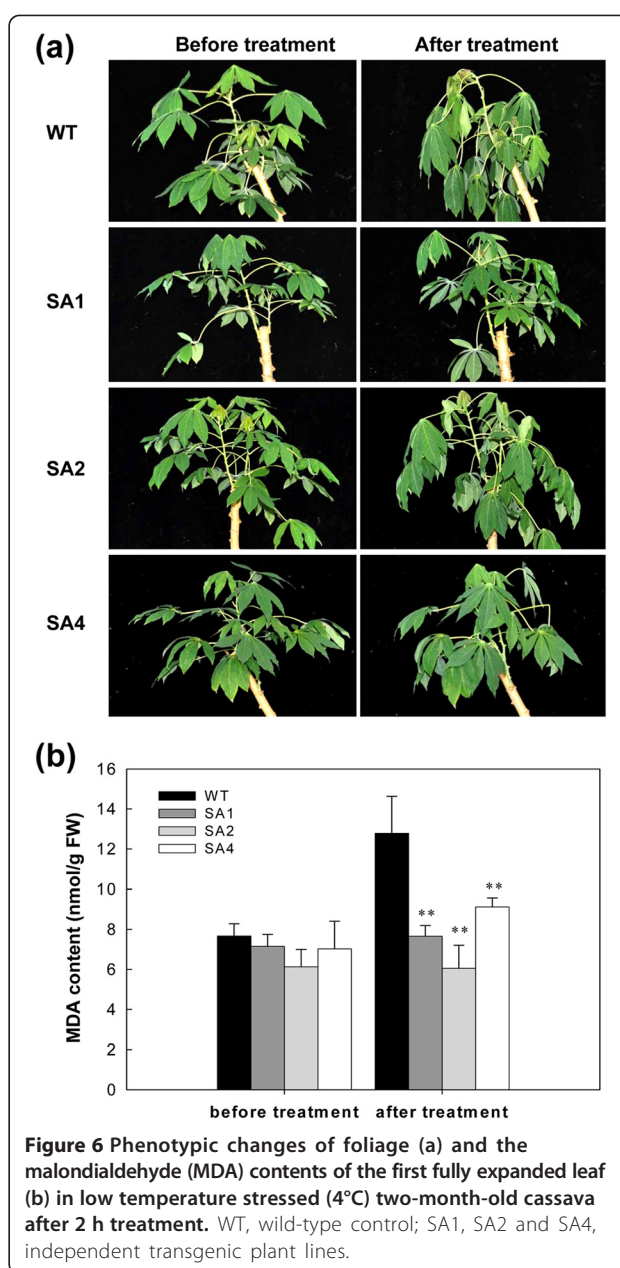 (a)
Before treatment After treatment
WT
SA1
SA2
SA4
(b)
16
14
12
10
8
6
4
2
0
MDA content (nmol/g FW)
WT
SA1
SA2
SA4
**
**
**
before treatment after treatment
Figure 6 Phenotypic changes of foliage (a) and the
malondialdehyde (MDA) contents of the first fully expanded leaf
(b) in low temperature stressed (4°C) two-month-old cassava
after 2 h treatment. WT, wild-type control; SA1, SA2 and SA4,
independent transgenic plant lines.